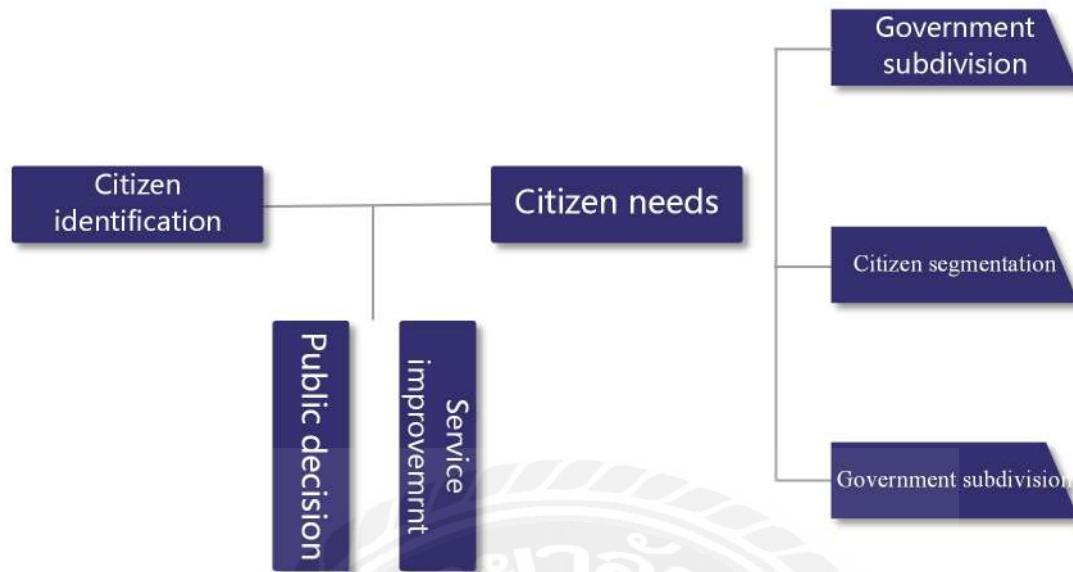 Government
subdivision
Citizen
identification
Citizen needs
Citizen segmentation
Public decision
Service
improvemrnt
Government subdivision